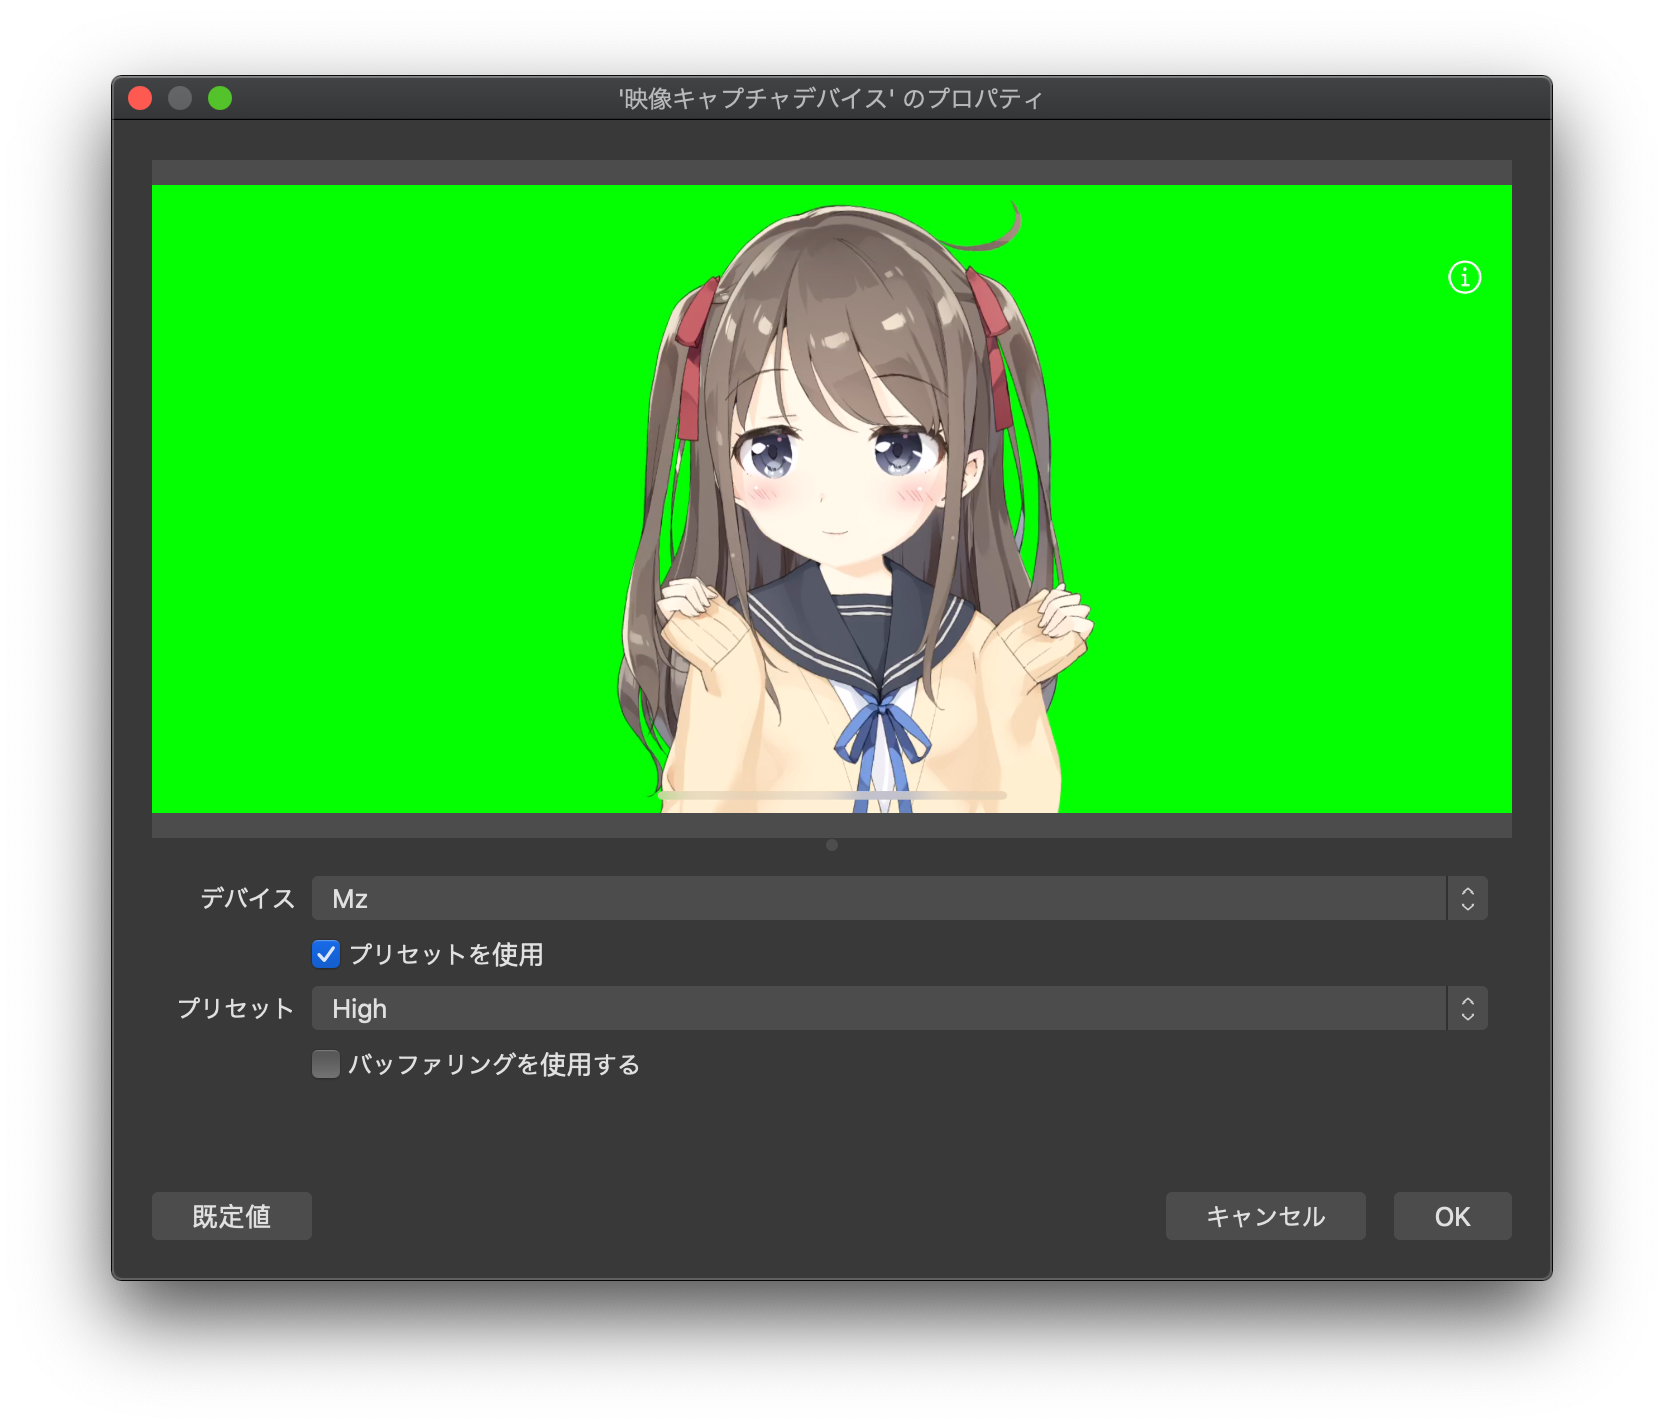 '映像キャプチャデバイス' のプロパティ
デバイス Mz
プリセットを使用
プリセット High
バッファリングを使用する
既定値 キャンセル OK